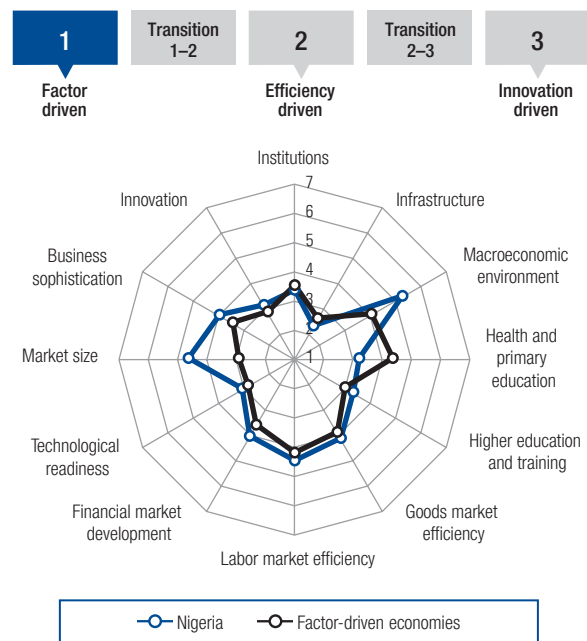 1
Transition
1–2
2
Transition
2–3
3
Factor
driven
Efficiency
driven
Innovation
driven
Institutions
Innovation
Infrastructure
Business
sophistication
Macroeconomic
environment
Market size
Health and
primary
education
Technological
readiness
Higher education
and training
Financial market
development
Goods market
efficiency
Labor market efficiency
7
6
5
4
3
2
1
Nigeria
Factor-driven economies